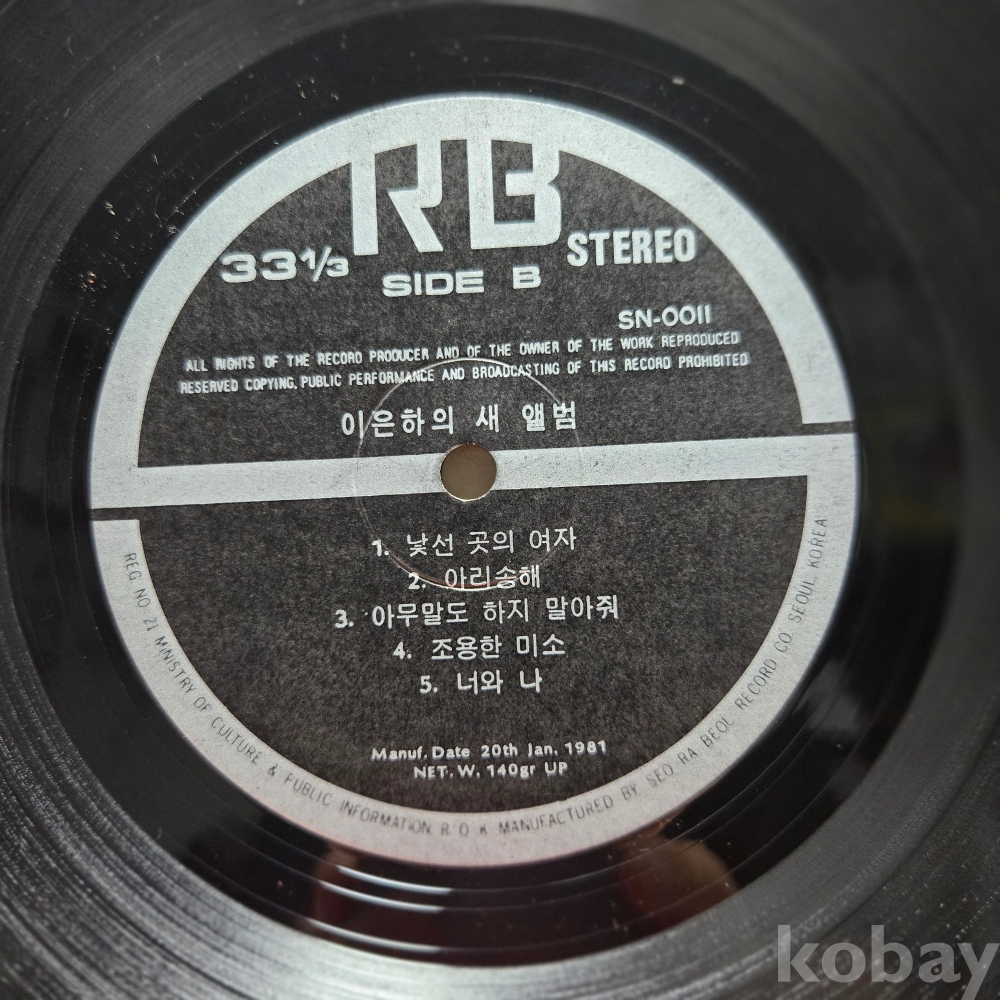 RB
33 1/3
SIDE B
STEREO
SN-0011
ALL RIGHTS OF THE RECORD PRODUCER AND OF THE OWNER OF THE WORK REPRODUCED
RESERVED COPYING, PUBLIC PERFORMANCE AND BROADCASTING OF THIS RECORD PROHIBITED
이은하의 새 앨범
1. 낯선 곳의 여자
2. 아리송해
3. 아무말도 하지 말아줘
4. 조용한 미소
5. 너와 나
Manuf. Date 20th Jan. 1981
NET. W. 140gr UP
REG NO 21 MINISTRY OF CULTURE & PUBLIC INFORMATION R O K MANUFACTURED BY SEO RA BEOL RECORD CO SEOUL, KOREA
kobay